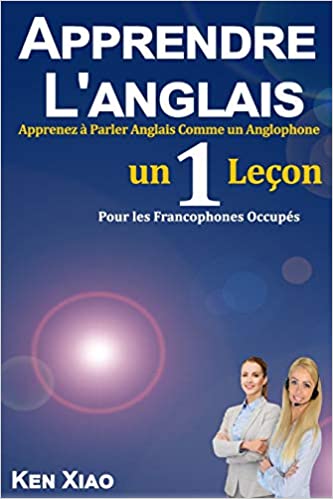 APPRENDRE
L'ANGLAIS
Apprenez à Parler Anglais Comme un Anglophone
un 1 Leçon
Pour les Francophones Occupés
KEN XIAO